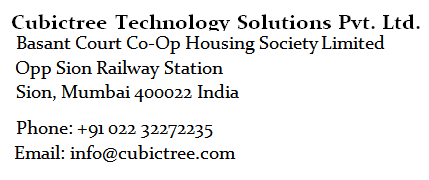 Cubictree Technology Solutions Pvt. Ltd.
Basant Court Co-Op Housing Society Limited
Opp Sion Railway Station
Sion, Mumbai 400022 India
Phone: +91 022 32272235
Email: info@cubictree.com